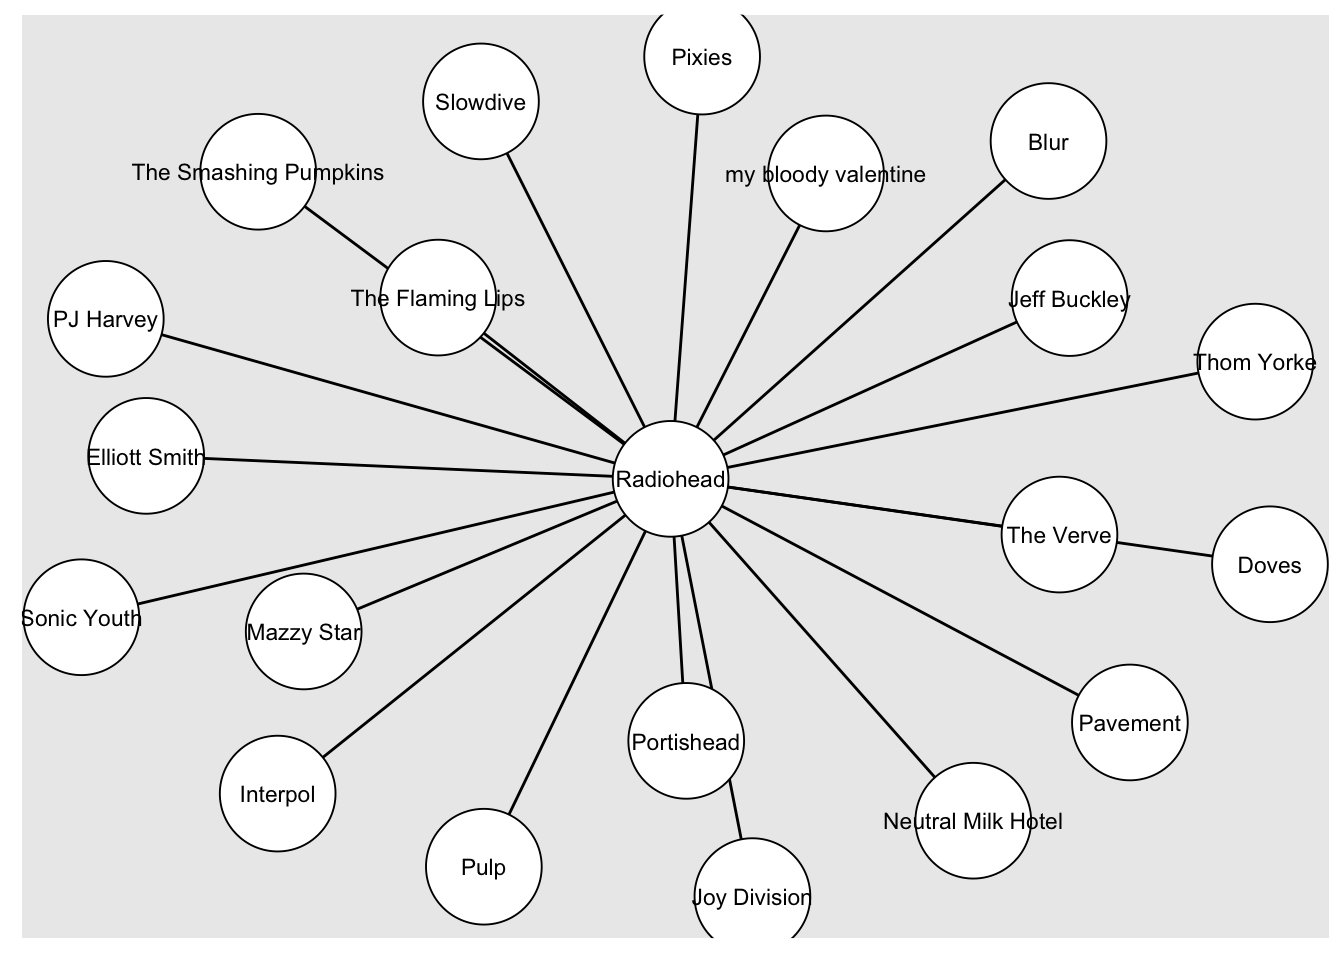 Pixies
Slowdive
Blur
The Smashing Pumpkins
my bloody valentine
The Flaming Lips
Jeff Buckley
PJ Harvey
Thom Yorke
Elliott Smith
Radiohead
The Verve
Doves
Sonic Youth
Mazzy Star
Pavement
Portishead
Interpol
Neutral Milk Hotel
Pulp
Joy Division